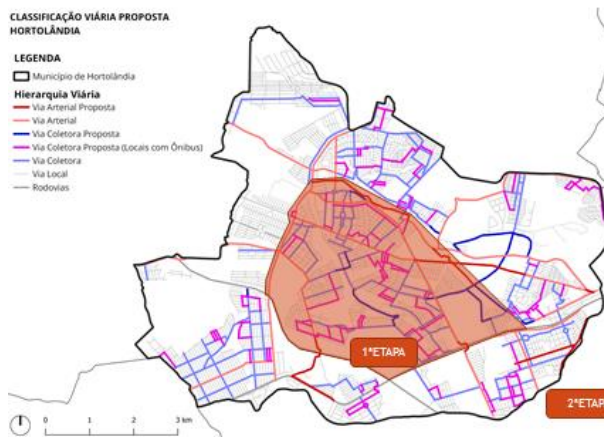 CLASSIFICAÇÃO VIÁRIA PROPOSTA
HORTOLÂNDIA
LEGENDA
Município de Hortolândia
Hierarquia Viária
Via Arterial Proposta
Via Arterial
Via Coletora Proposta
Via Coletora Proposta (Locais com Ônibus)
Via Coletora
Via Local
Rodovias
1ªETAPA
2ªETAP
0 1 2 3 km